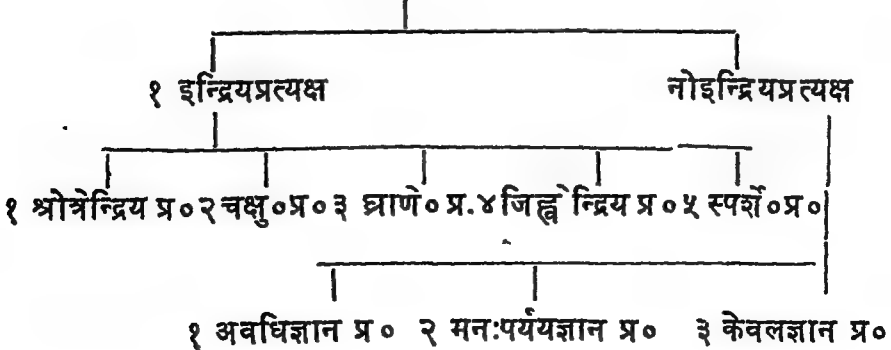 १ इन्द्रियप्रत्यक्ष नोइन्द्रियप्रत्यक्ष
१ श्रोत्रेन्द्रिय प्र० २ चक्षु०प्र० ३ घ्राणे० प्र. ४ जिह्वेन्द्रिय प्र० ५ स्पर्शे०प्र०
१ अवधिज्ञान प्र० २ मनःपर्ययज्ञान प्र० ३ केवलज्ञान प्र०